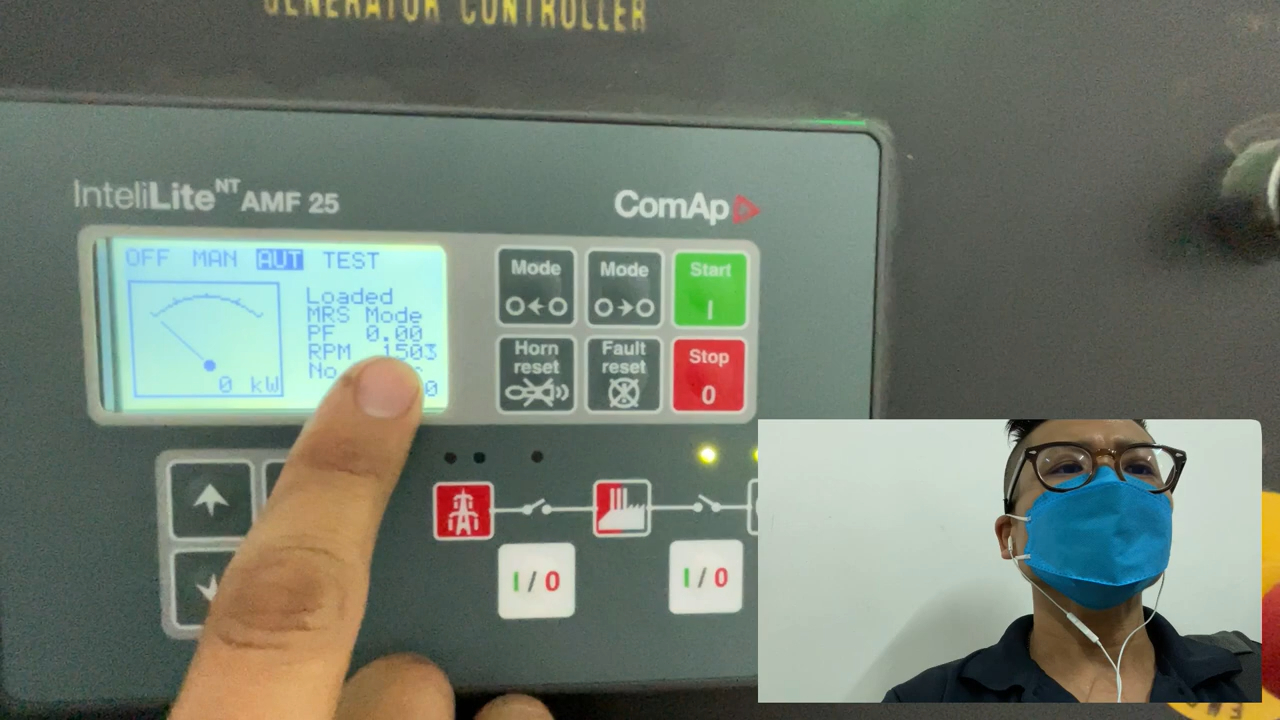 GENERATOR CONTROLLER
InteliLite NT AMF 25
ComAp
OFF MAN AUT TEST
Loaded
MRS Mode
PF 0.00
RPM 1503
No
0
0 kW
Mode
Mode
Start
I
Horn reset
Fault reset
Stop
0
I / 0
I / 0